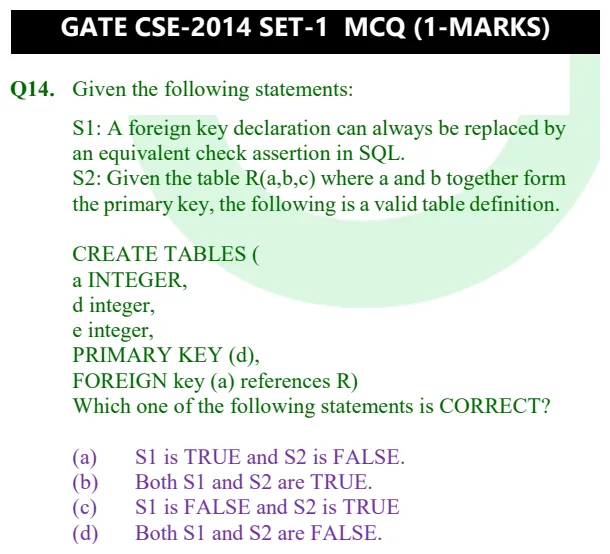 GATE CSE-2014 SET-1 MCQ (1-MARKS)
Q14. Given the following statements:
S1: A foreign key declaration can always be replaced by
an equivalent check assertion in SQL.
S2: Given the table R(a,b,c) where a and b together form
the primary key, the following is a valid table definition.
CREATE TABLES (
a INTEGER,
d integer,
e integer,
PRIMARY KEY (d),
FOREIGN key (a) references R)
Which one of the following statements is CORRECT?
(a) S1 is TRUE and S2 is FALSE.
(b) Both S1 and S2 are TRUE.
(c) S1 is FALSE and S2 is TRUE
(d) Both S1 and S2 are FALSE.